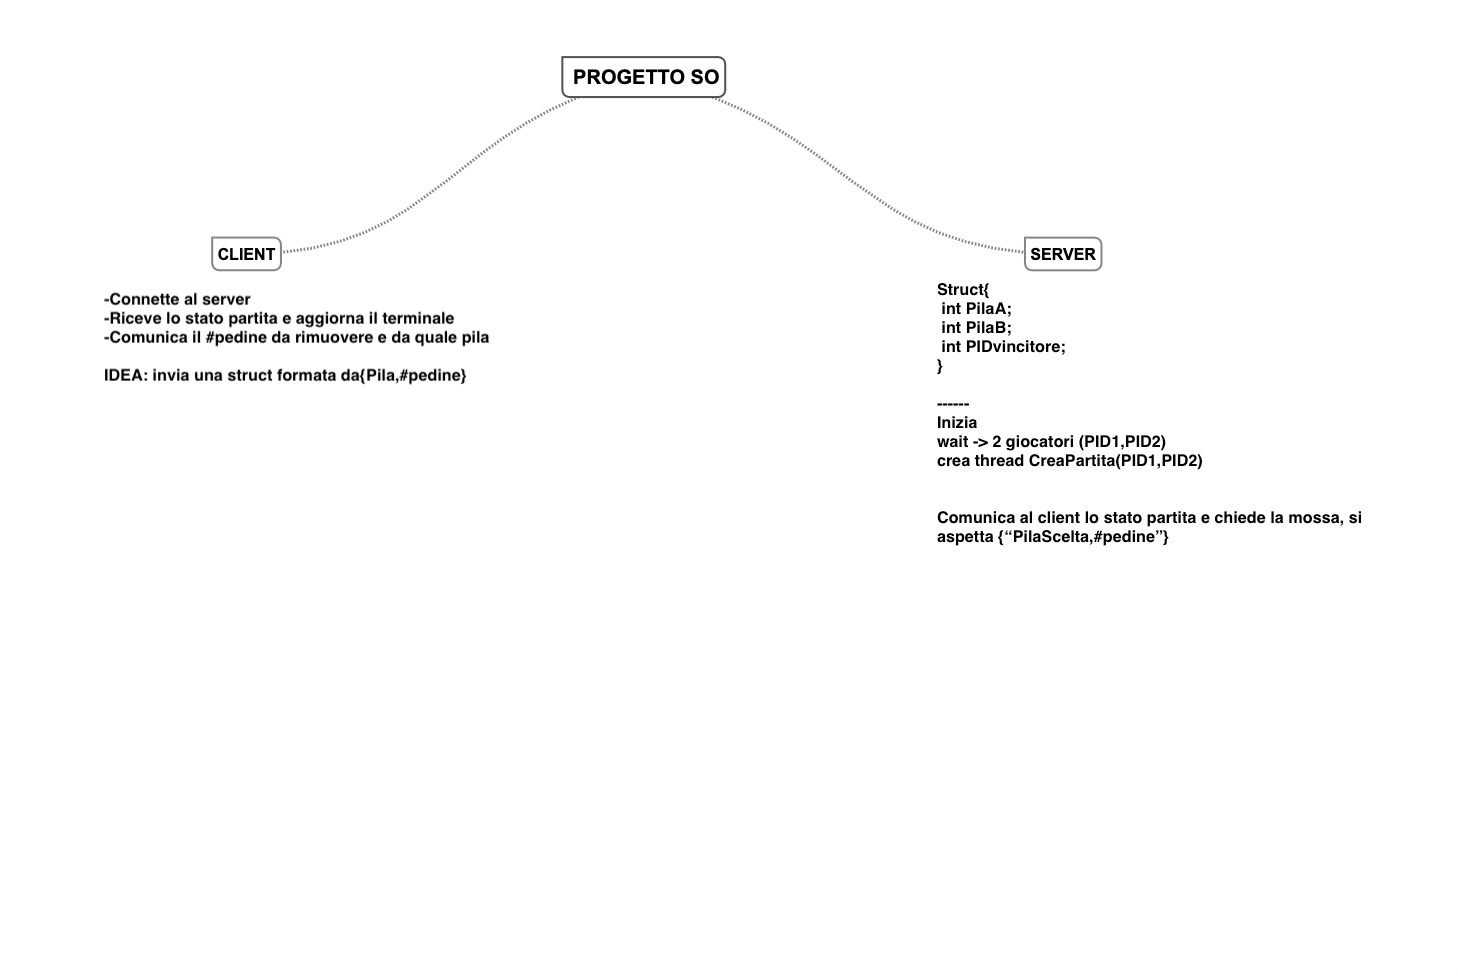 PROGETTO SO
CLIENT
-Connette al server
-Riceve lo stato partita e aggiorna il terminale
-Comunica il #pedine da rimuovere e da quale pila
IDEA: invia una struct formata da{Pila,#pedine}
SERVER
Struct{
int PilaA;
int PilaB;
int PIDvincitore;
}
------
Inizia
wait -> 2 giocatori (PID1,PID2)
crea thread CreaPartita(PID1,PID2)
Comunica al client lo stato partita e chiede la mossa, si
aspetta {“PilaScelta,#pedine”}